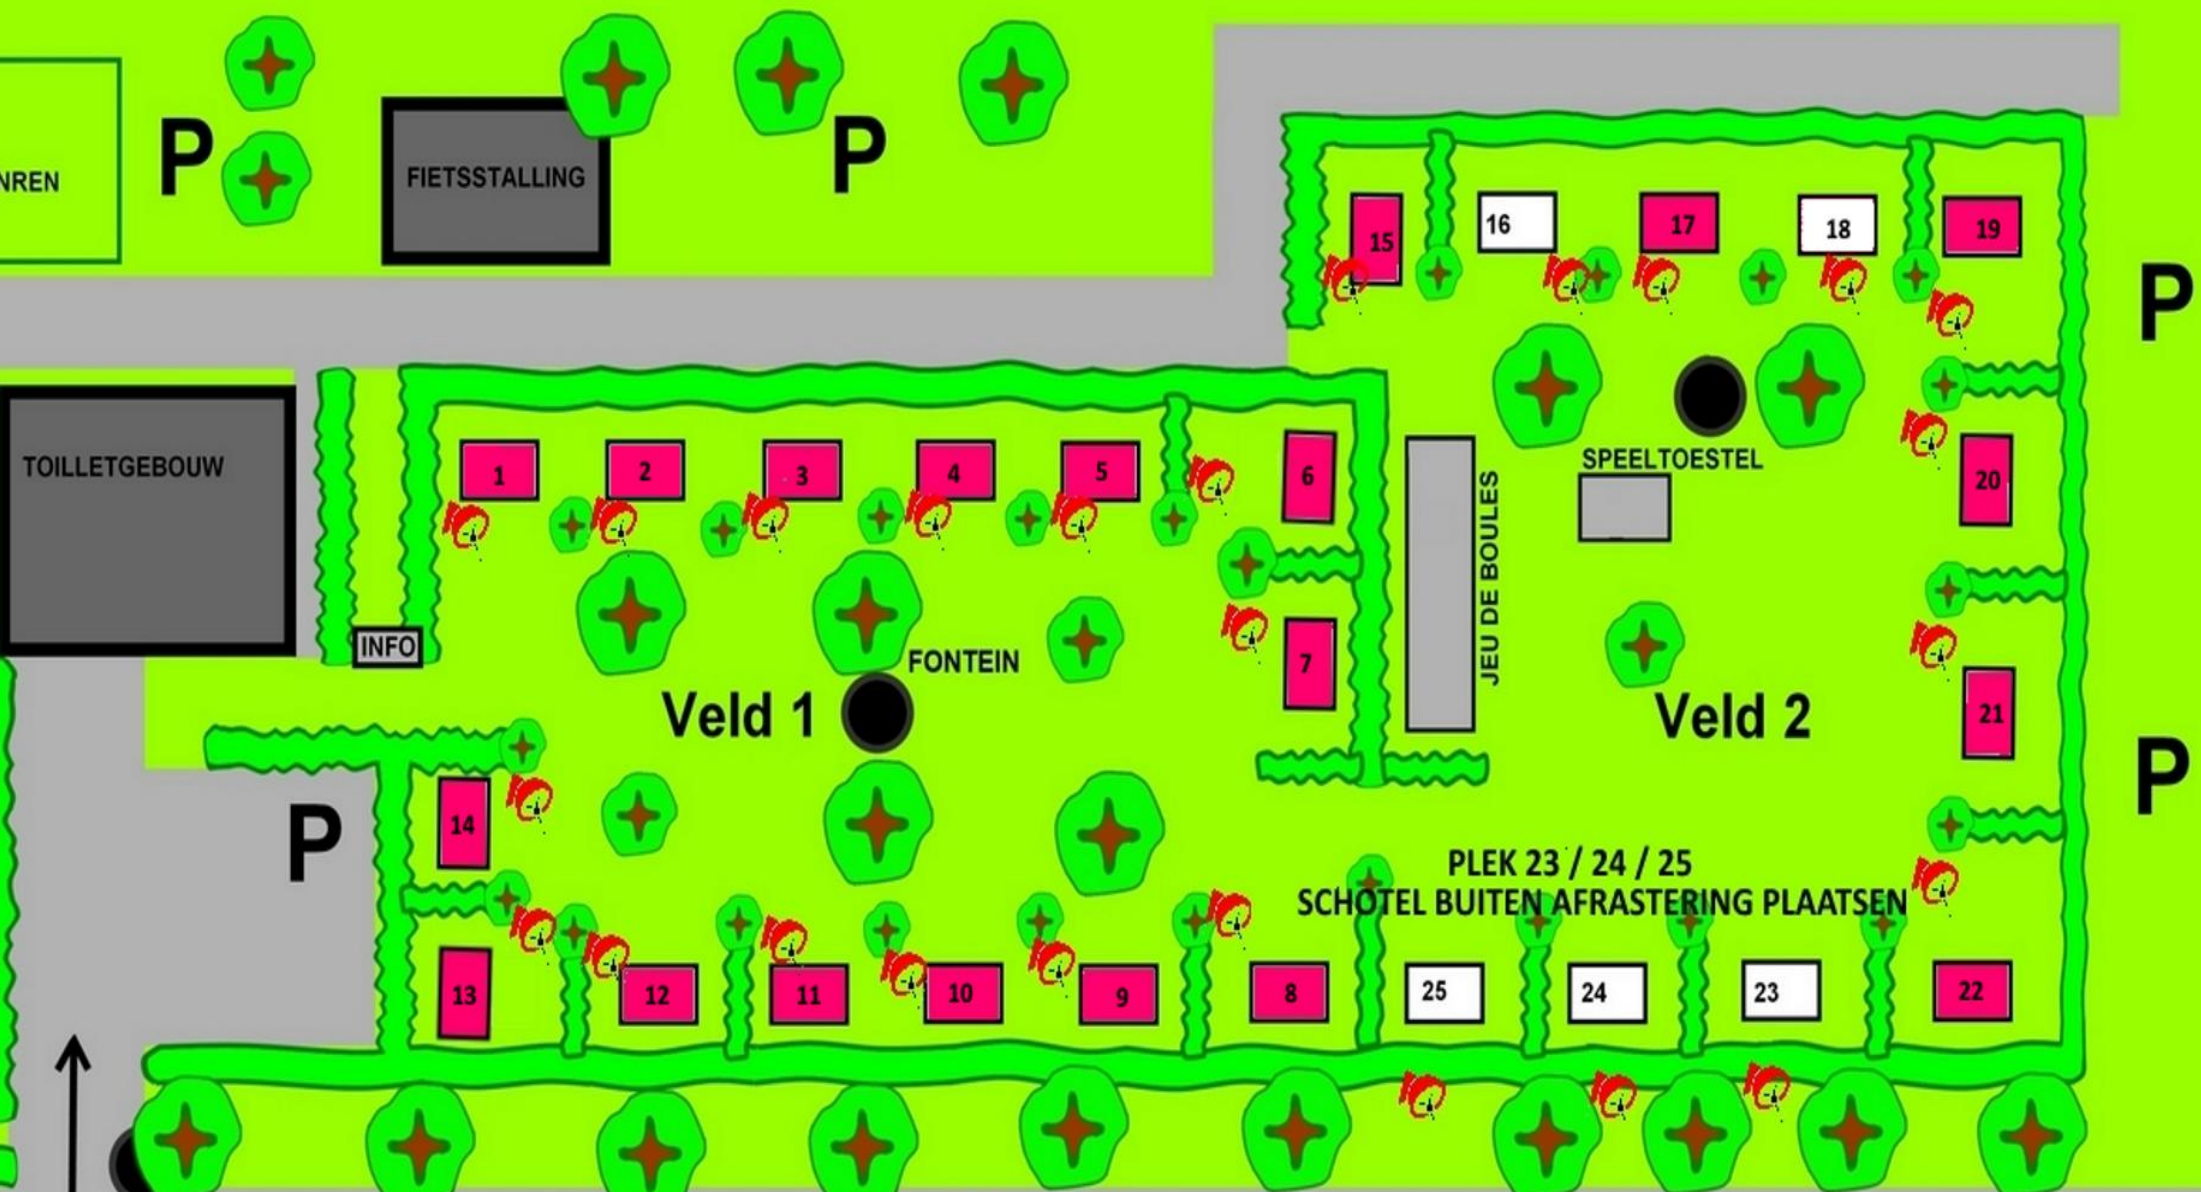 P
P
FIETSSTALLING
NREN
15
16
17
18
19
P
TOILLETGEBOUW
1
2
3
4
5
6
SPEELTOESTEL
20
JEU DE BOULES
INFO
FONTEIN
7
Veld 1
Veld 2
21
P
P
14
PLEK 23 / 24 / 25
SCHOTEL BUITEN AFRASTERING PLAATSEN
13
12
11
10
9
8
25
24
23
22